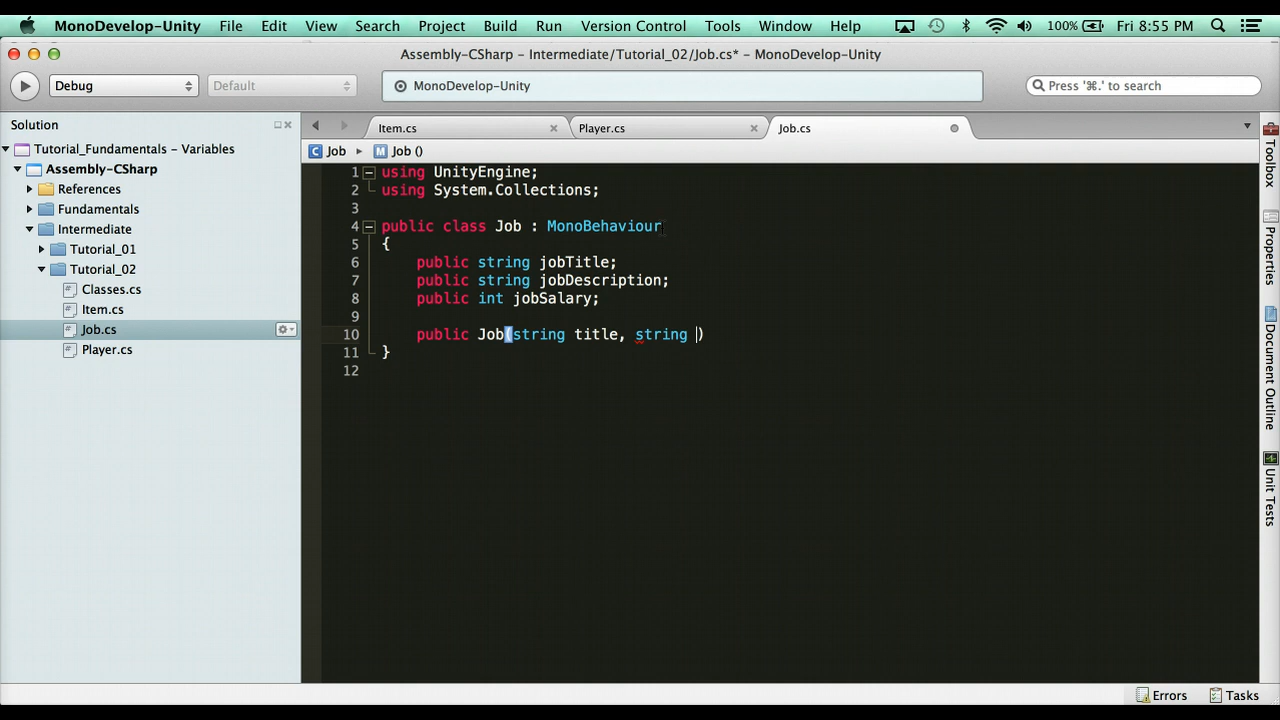 MonoDevelop-Unity File Edit View Search Project Build Run Version Control Tools Window Help 100% Fri 8:55 PM
Assembly-CSharp – Intermediate/Tutorial_02/Job.cs* – MonoDevelop-Unity
Debug Default MonoDevelop-Unity Press '⌘.' to search
Solution
Item.cs Player.cs Job.cs
Tutorial_Fundamentals – Variables
Assembly-CSharp
References
Fundamentals
Intermediate
Tutorial_01
Tutorial_02
Classes.cs
Item.cs
Job.cs
Player.cs
C Job M Job ()
1 using UnityEngine;
2 using System.Collections;
3
4 public class Job : MonoBehaviour
5 {
6 public string jobTitle;
7 public string jobDescription;
8 public int jobSalary;
9
10 public Job(string title, string )
11 }
12
Toolbox
Properties
Document Outline
Unit Tests
Errors Tasks